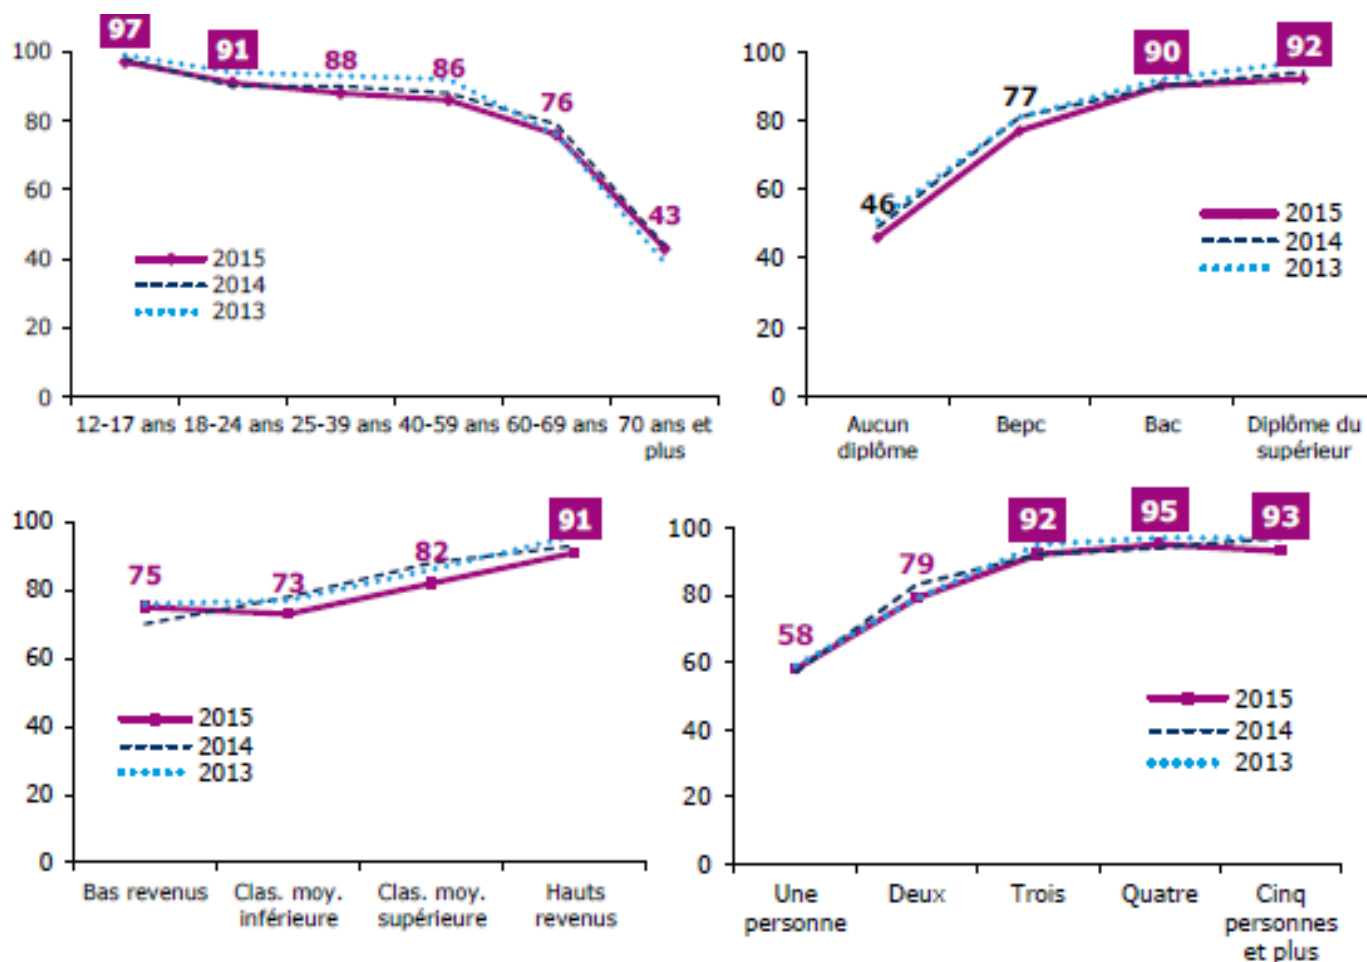 97
91
88
86
76
43
100
80
60
40
20
0
2015
2014
2013
12-17 ans 18-24 ans 25-39 ans 40-59 ans 60-69 ans 70 ans et
plus
46
77
90
92
100
80
60
40
20
0
2015
2014
2013
Aucun
diplôme
Bepc
Bac
Diplôme du
supérieur
75
73
82
91
100
80
60
40
20
0
2015
2014
2013
Bas revenus
Clas. moy.
inférieure
Clas. moy.
supérieure
Hauts
revenus
58
79
92
95
93
100
80
60
40
20
0
2015
2014
2013
Une
personne
Deux
Trois
Quatre
Cinq
personnes
et plus